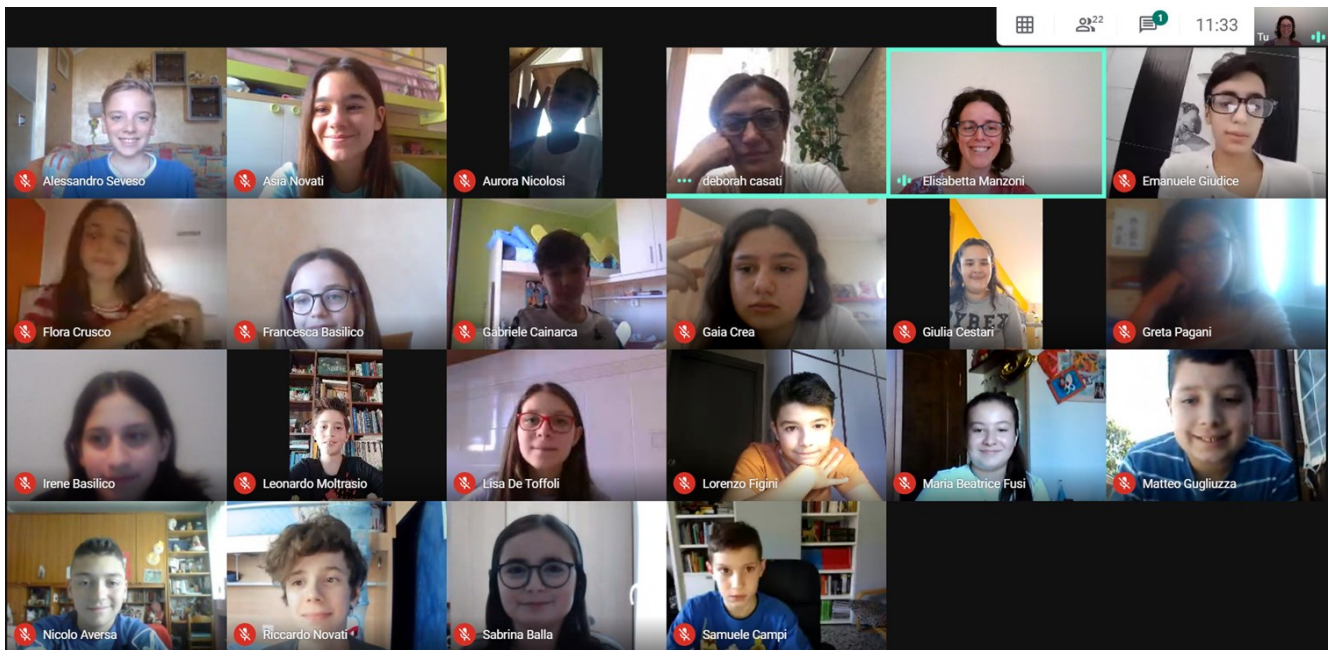 22
1
11:33
Tu
Alessandro Seveso
Asia Novati
Aurora Nicolosi
deborah casati
Elisabetta Manzoni
Emanuele Giudice
Flora Crusco
Francesca Basilico
Gabriele Cainarca
Gaia Crea
PYREX
Giulia Cestari
Greta Pagani
Irene Basilico
Leonardo Moltrasio
Lisa De Toffoli
Lorenzo Figini
Maria Beatrice Fusi
Matteo Gugliuzza
Nicolo Aversa
Riccardo Novati
Sabrina Balla
Samuele Campi